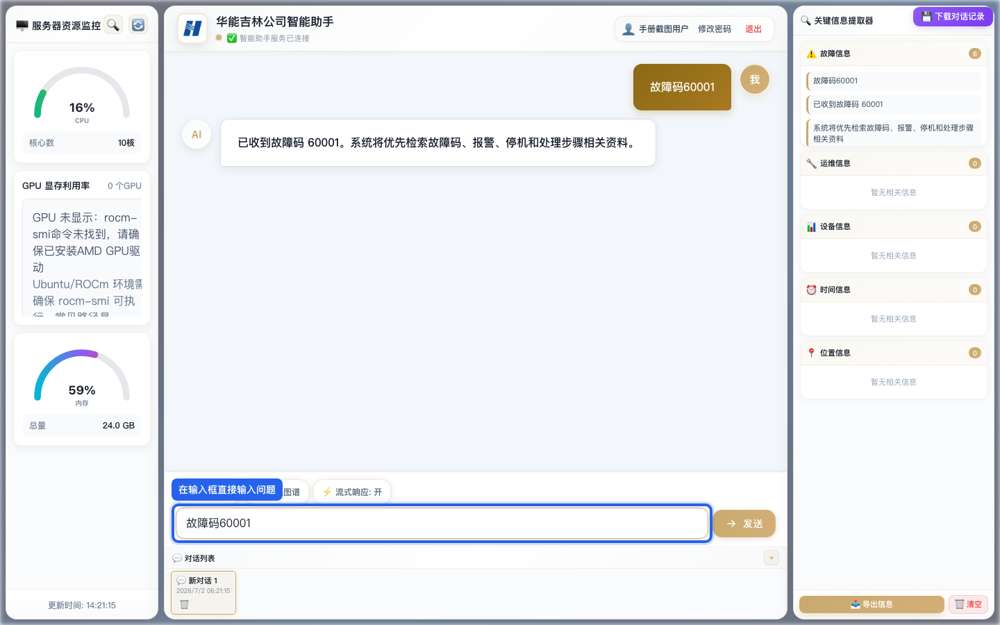 服务器资源监控
16%
CPU
核心数 10核
GPU 显存利用率 0 个GPU
GPU 未显示：rocm-
smi命令未找到，请确
保已安装AMD GPU驱
动
Ubuntu/ROCm 环境需
确保 rocm-smi 可执
59%
内存
总量 24.0 GB
更新时间: 14:21:15
华能吉林公司智能助手
智能助手服务已连接
手册截图用户 修改密码 退出
故障码60001
我
AI
已收到故障码 60001。系统将优先检索故障码、报警、停机和处理步骤相关资料。
在输入框直接输入问题
图谱
流式响应: 开
故障码60001
→ 发送
对话列表
+
新对话 1
2026/7/2 06:21:15
关键信息提取器
下载对话记录
故障信息 6
故障码60001
已收到故障码 60001
系统将优先检索故障码、报警、停机和处理步骤
相关资料
运维信息 0
暂无相关信息
设备信息 0
暂无相关信息
时间信息 0
暂无相关信息
位置信息 0
暂无相关信息
导出信息
清空